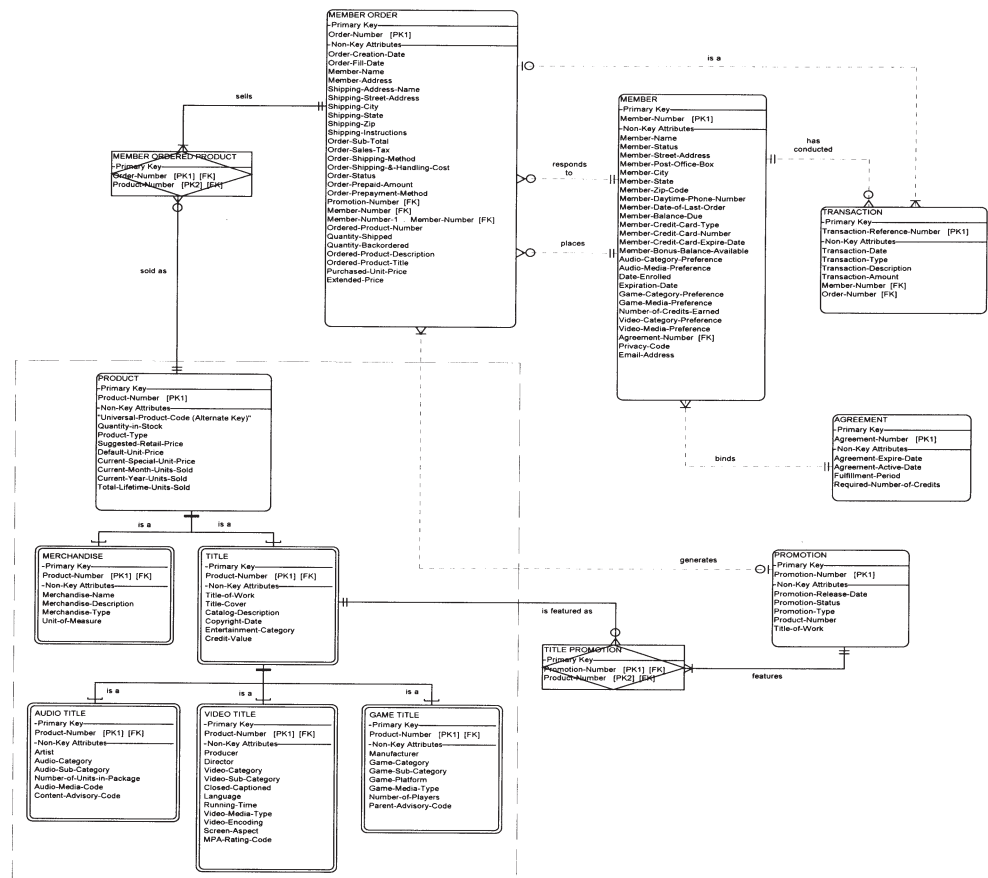 MEMBER ORDER
-Primary Key
Order-Number [PK1]
-Non-Key Attributes
Order-Creation-Date
Order-Fill-Date
Member-Name
Member-Address
Shipping-Address-Name
Shipping-Street-Address
Shipping-City
Shipping-State
Shipping-Zip
Shipping-Instructions
Order-Sub-Total
Order-Sales-Tax
Order-Shipping-Method
Order-Shipping-&-Handling-Cost
Order-Status
Order-Prepaid-Amount
Order-Prepayment-Method
Promotion-Number [FK]
Member-Number [FK]
Member-Number-1 . Member-Number [FK]
Ordered-Product-Number
Quantity-Shipped
Quantity-Backordered
Ordered-Product-Description
Ordered-Product-Title
Purchased-Unit-Price
Extended-Price
is a
sells
MEMBER ORDERED PRODUCT
-Primary Key
Order-Number [PK1] [FK]
Product-Number [PK2] [FK]
sold as
responds
to
places
MEMBER
-Primary Key
Member-Number [PK1]
-Non-Key Attributes
Member-Name
Member-Status
Member-Street-Address
Member-Post-Office-Box
Member-City
Member-State
Member-Zip-Code
Member-Daytime-Phone-Number
Member-Date-of-Last-Order
Member-Balance-Due
Member-Credit-Card-Type
Member-Credit-Card-Number
Member-Credit-Card-Expire-Date
Member-Bonus-Balance-Available
Audio-Category-Preference
Audio-Media-Preference
Date-Enrolled
Expiration-Date
Game-Category-Preference
Game-Media-Preference
Number-of-Credits-Earned
Video-Category-Preference
Video-Media-Preference
Agreement-Number [FK]
Privacy-Code
Email-Address
has
conducted
TRANSACTION
-Primary Key
Transaction-Reference-Number [PK1]
-Non-Key Attributes
Transaction-Date
Transaction-Type
Transaction-Description
Transaction-Amount
Member-Number [FK]
Order-Number [FK]
binds
AGREEMENT
-Primary Key
Agreement-Number [PK1]
-Non-Key Attributes
Agreement-Expire-Date
Agreement-Active-Date
Fulfillment-Period
Required-Number-of-Credits
PRODUCT
-Primary Key
Product-Number [PK1]
-Non-Key Attributes
"Universal-Product-Code (Alternate Key)"
Quantity-in-Stock
Product-Type
Suggested-Retail-Price
Default-Unit-Price
Current-Special-Unit-Price
Current-Month-Units-Sold
Current-Year-Units-Sold
Total-Lifetime-Units-Sold
is a
is a
MERCHANDISE
-Primary Key
Product-Number [PK1] [FK]
-Non-Key Attributes
Merchandise-Name
Merchandise-Description
Merchandise-Type
Unit-of-Measure
TITLE
-Primary Key
Product-Number [PK1] [FK]
-Non-Key Attributes
Title-of-Work
Title-Cover
Catalog-Description
Copyright-Date
Entertainment-Category
Credit-Value
generates
is featured as
TITLE PROMOTION
-Primary Key
Promotion-Number [PK1] [FK]
Product-Number [PK2] [FK]
features
PROMOTION
-Primary Key
Promotion-Number [PK1]
-Non-Key Attributes
Promotion-Release-Date
Promotion-Status
Promotion-Type
Product-Number
Title-of-Work
is a
is a
is a
AUDIO TITLE
-Primary Key
Product-Number [PK1] [FK]
-Non-Key Attributes
Artist
Audio-Category
Audio-Sub-Category
Number-of-Units-in-Package
Audio-Media-Code
Content-Advisory-Code
VIDEO TITLE
-Primary Key
Product-Number [PK1] [FK]
-Non-Key Attributes
Producer
Director
Video-Category
Video-Sub-Category
Closed-Captioned
Language
Running-Time
Video-Media-Type
Video-Encoding
Screen-Aspect
MPA-Rating-Code
GAME TITLE
-Primary Key
Product-Number [PK1] [FK]
-Non-Key Attributes
Manufacturer
Game-Category
Game-Sub-Category
Game-Platform
Game-Media-Type
Number-of-Players
Parent-Advisory-Code